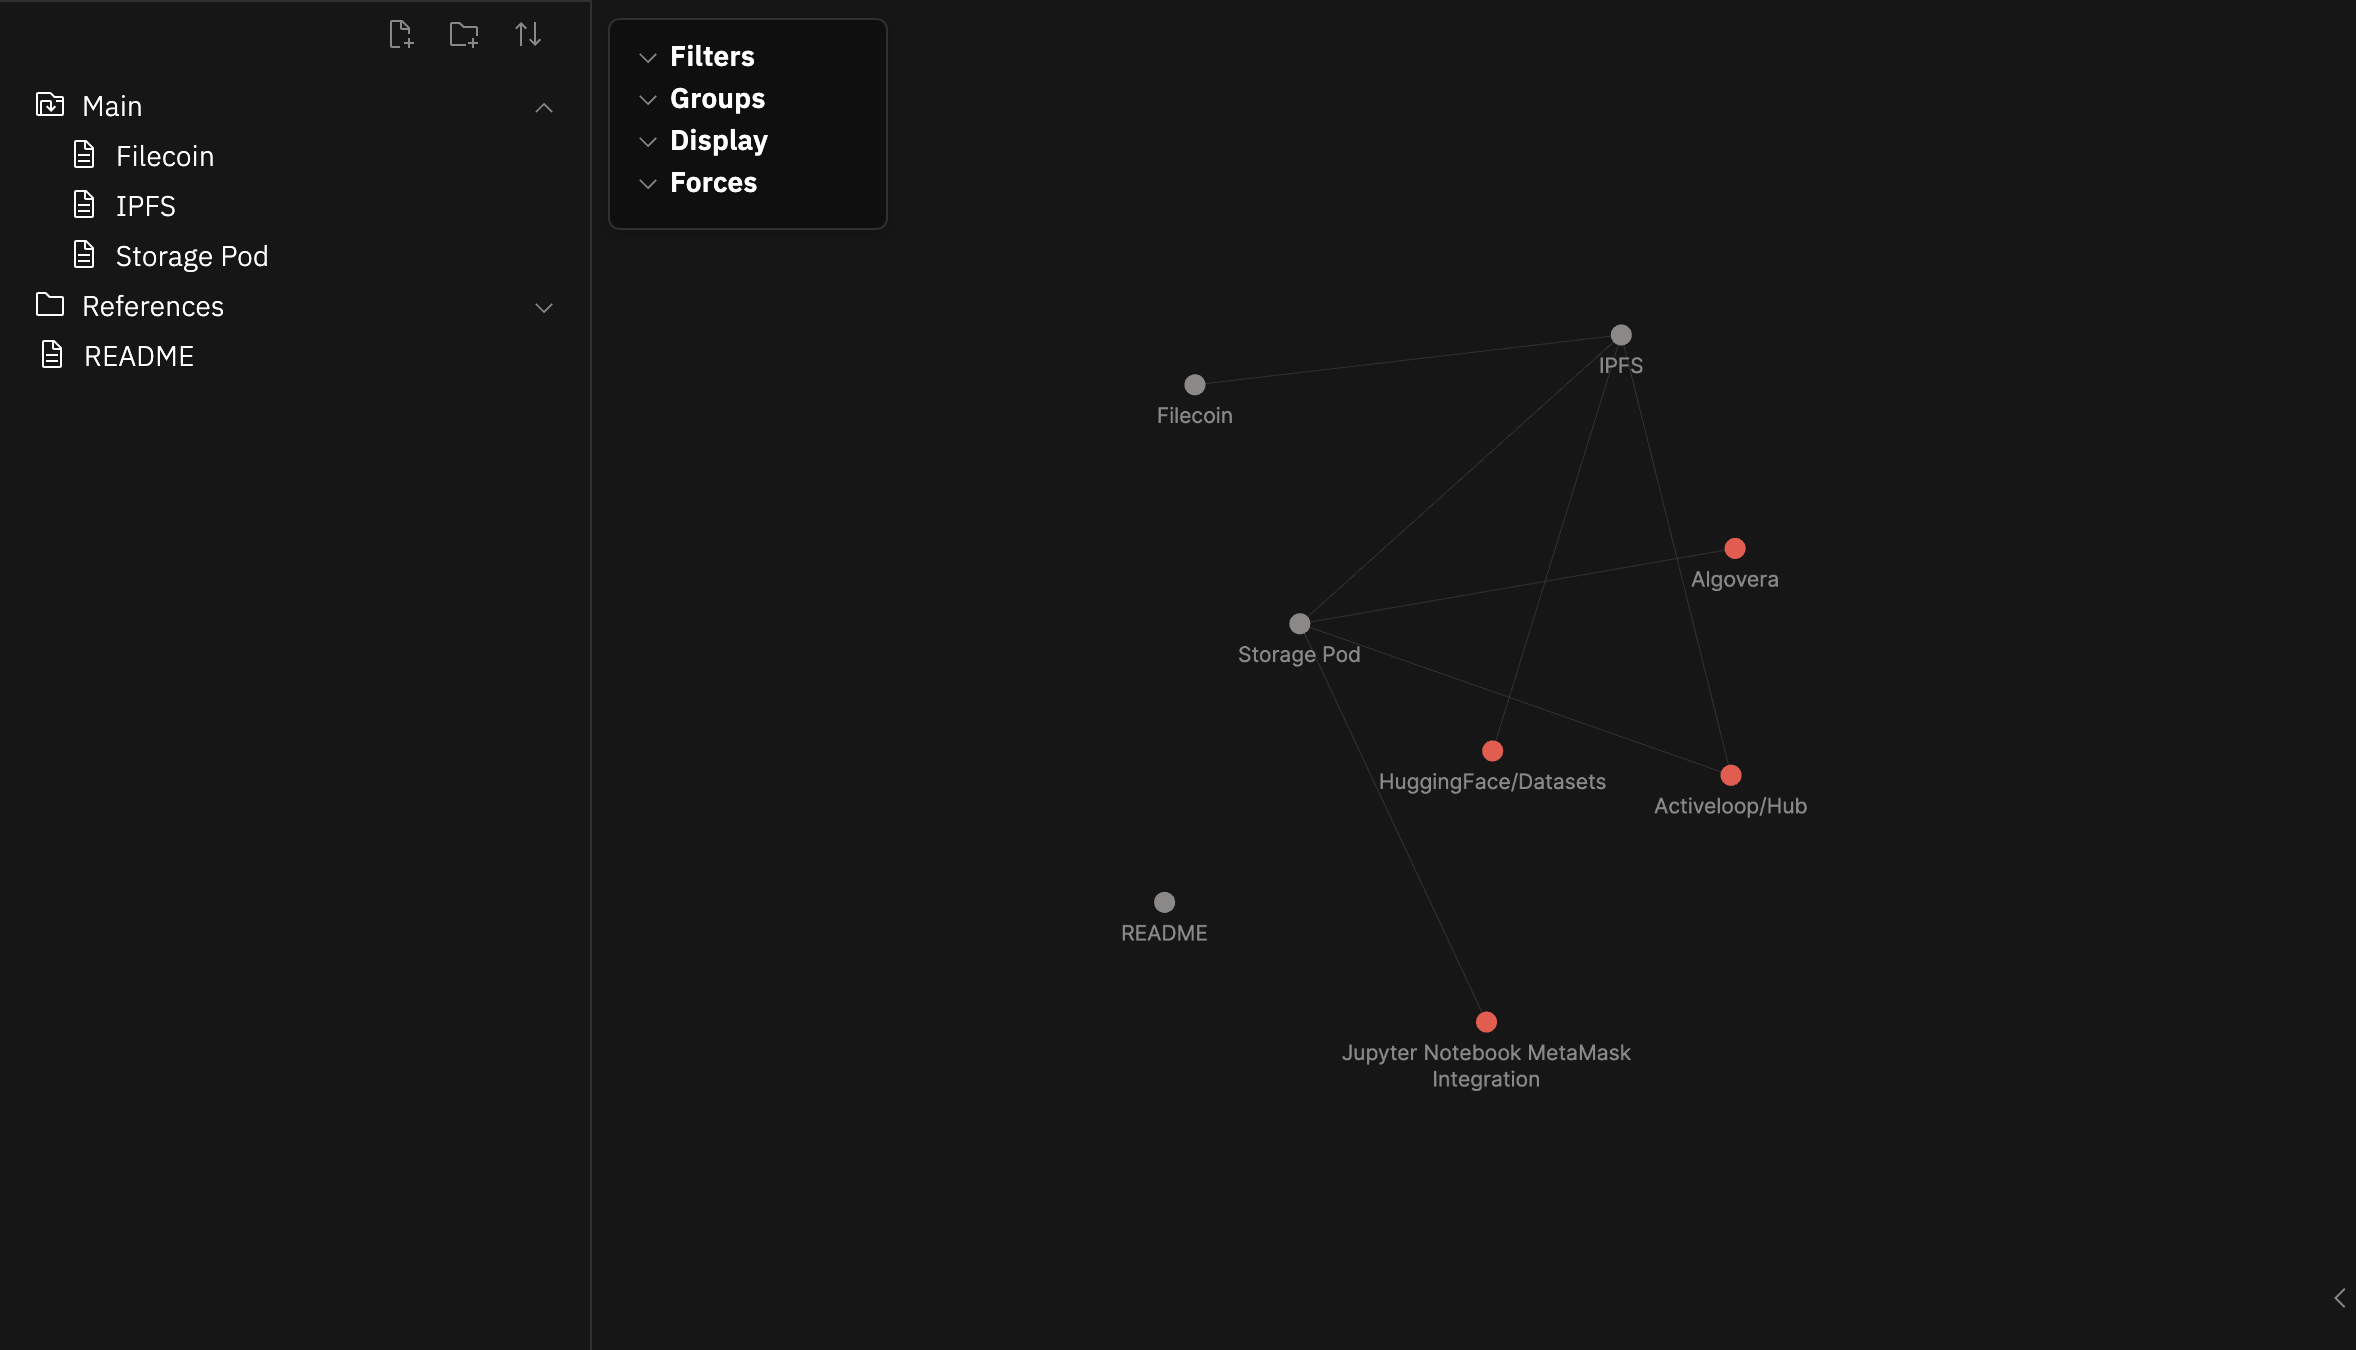 Main
Filecoin
IPFS
Storage Pod
References
README
Filters
Groups
Display
Forces
IPFS
Filecoin
Algovera
Storage Pod
HuggingFace/Datasets
Activeloop/Hub
README
Jupyter Notebook MetaMask
Integration